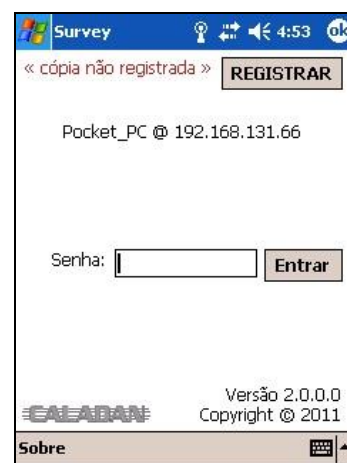 Survey 4:53 ok
« cópia não registrada » REGISTRAR
Pocket_PC @ 192.168.131.66
Senha: Entrar
Versão 2.0.0.0
CALADAN Copyright © 2011
Sobre